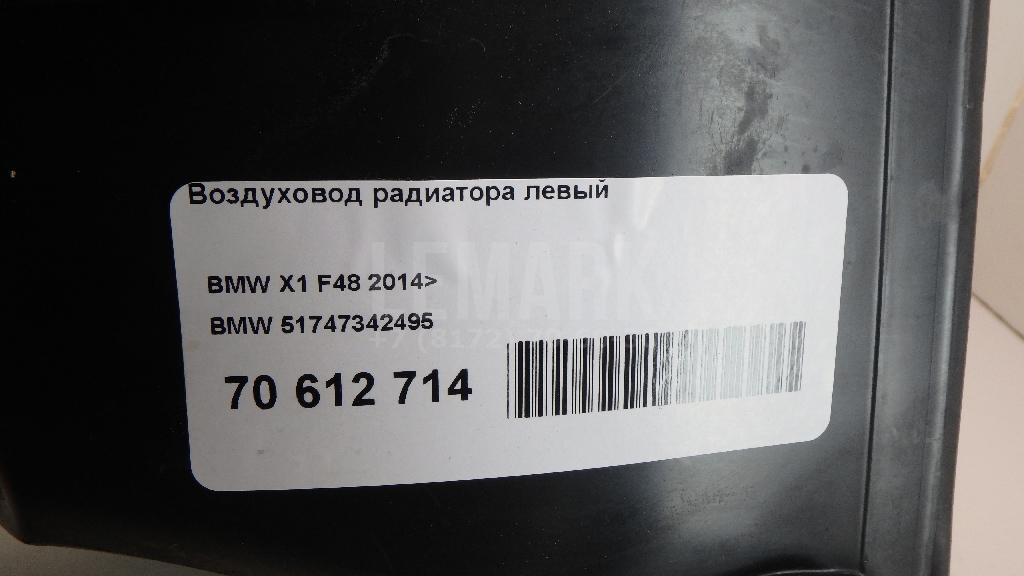 Воздуховод радиатора левый
LEMARK
BMW X1 F48 2014>
BMW 51747342495
70 612 714